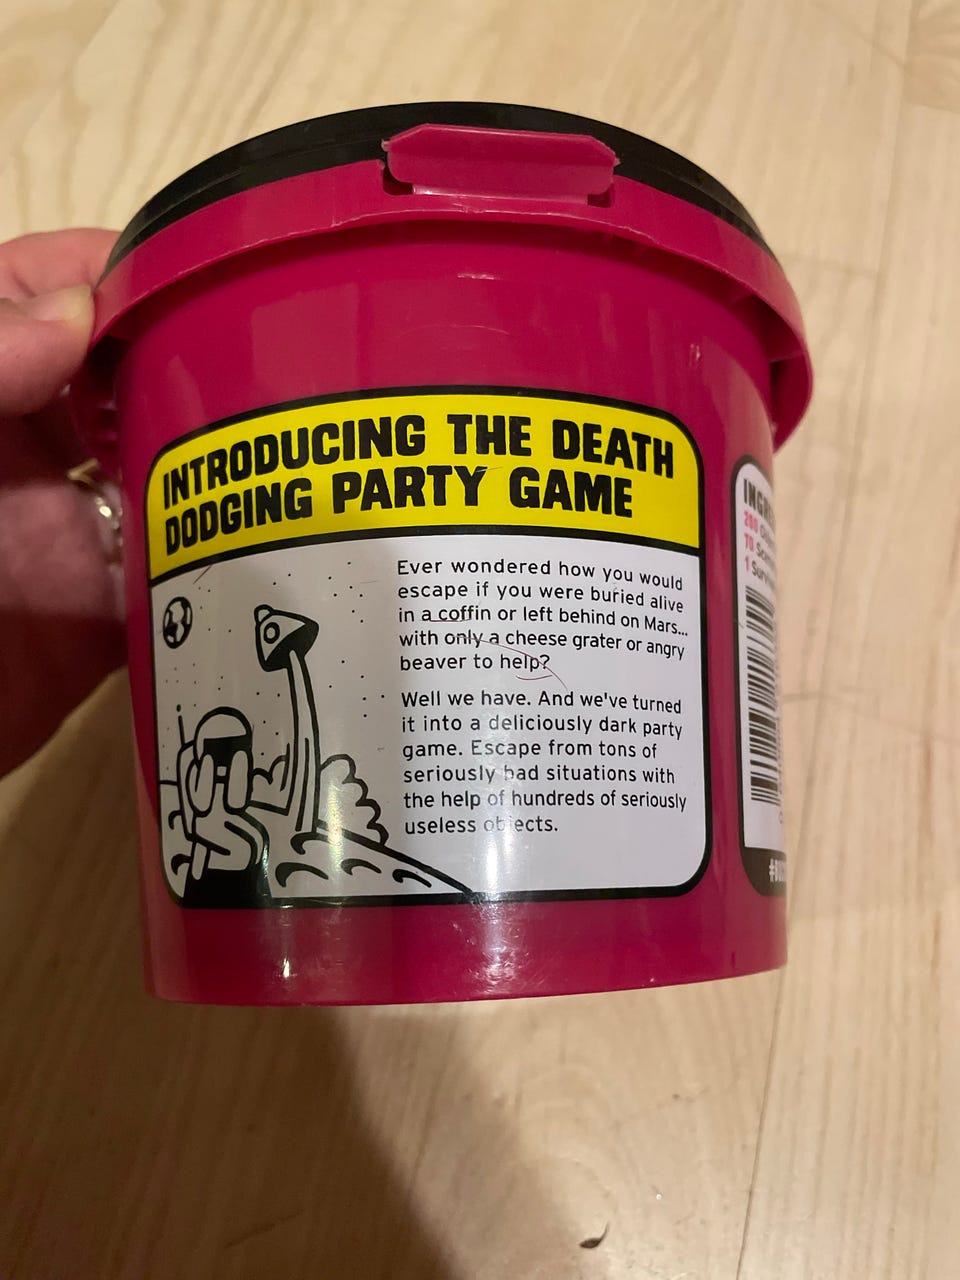 INTRODUCING THE DEATH
DODGING PARTY GAME
Ever wondered how you would
escape if you were buried alive
in a coffin or left behind on Mars...
with only a cheese grater or angry
beaver to help?
Well we have. And we've turned
it into a deliciously dark party
game. Escape from tons of
seriously bad situations with
the help of hundreds of seriously
useless objects.
70
1